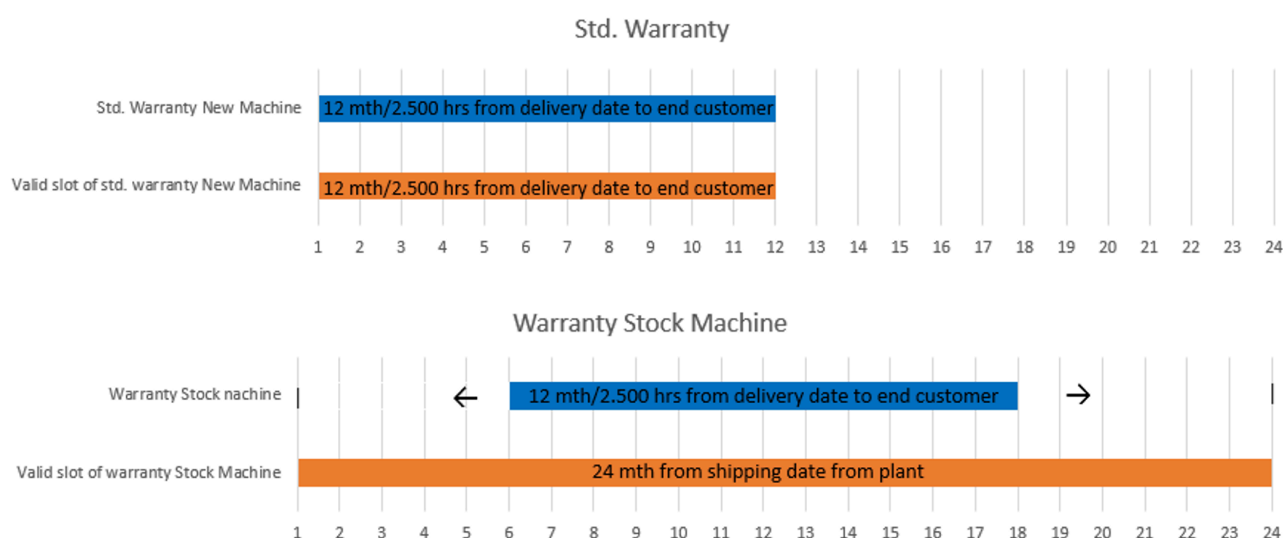 Std. Warranty
Std. Warranty New Machine
12 mth/2.500 hrs from delivery date to end customer
Valid slot of std. warranty New Machine
12 mth/2.500 hrs from delivery date to end customer
1 2 3 4 5 6 7 8 9 10 11 12 13 14 15 16 17 18 19 20 21 22 23 24
Warranty Stock Machine
Warranty Stock nachine
12 mth/2.500 hrs from delivery date to end customer
Valid slot of warranty Stock Machine
24 mth from shipping date from plant
1 2 3 4 5 6 7 8 9 10 11 12 13 14 15 16 17 18 19 20 21 22 23 24